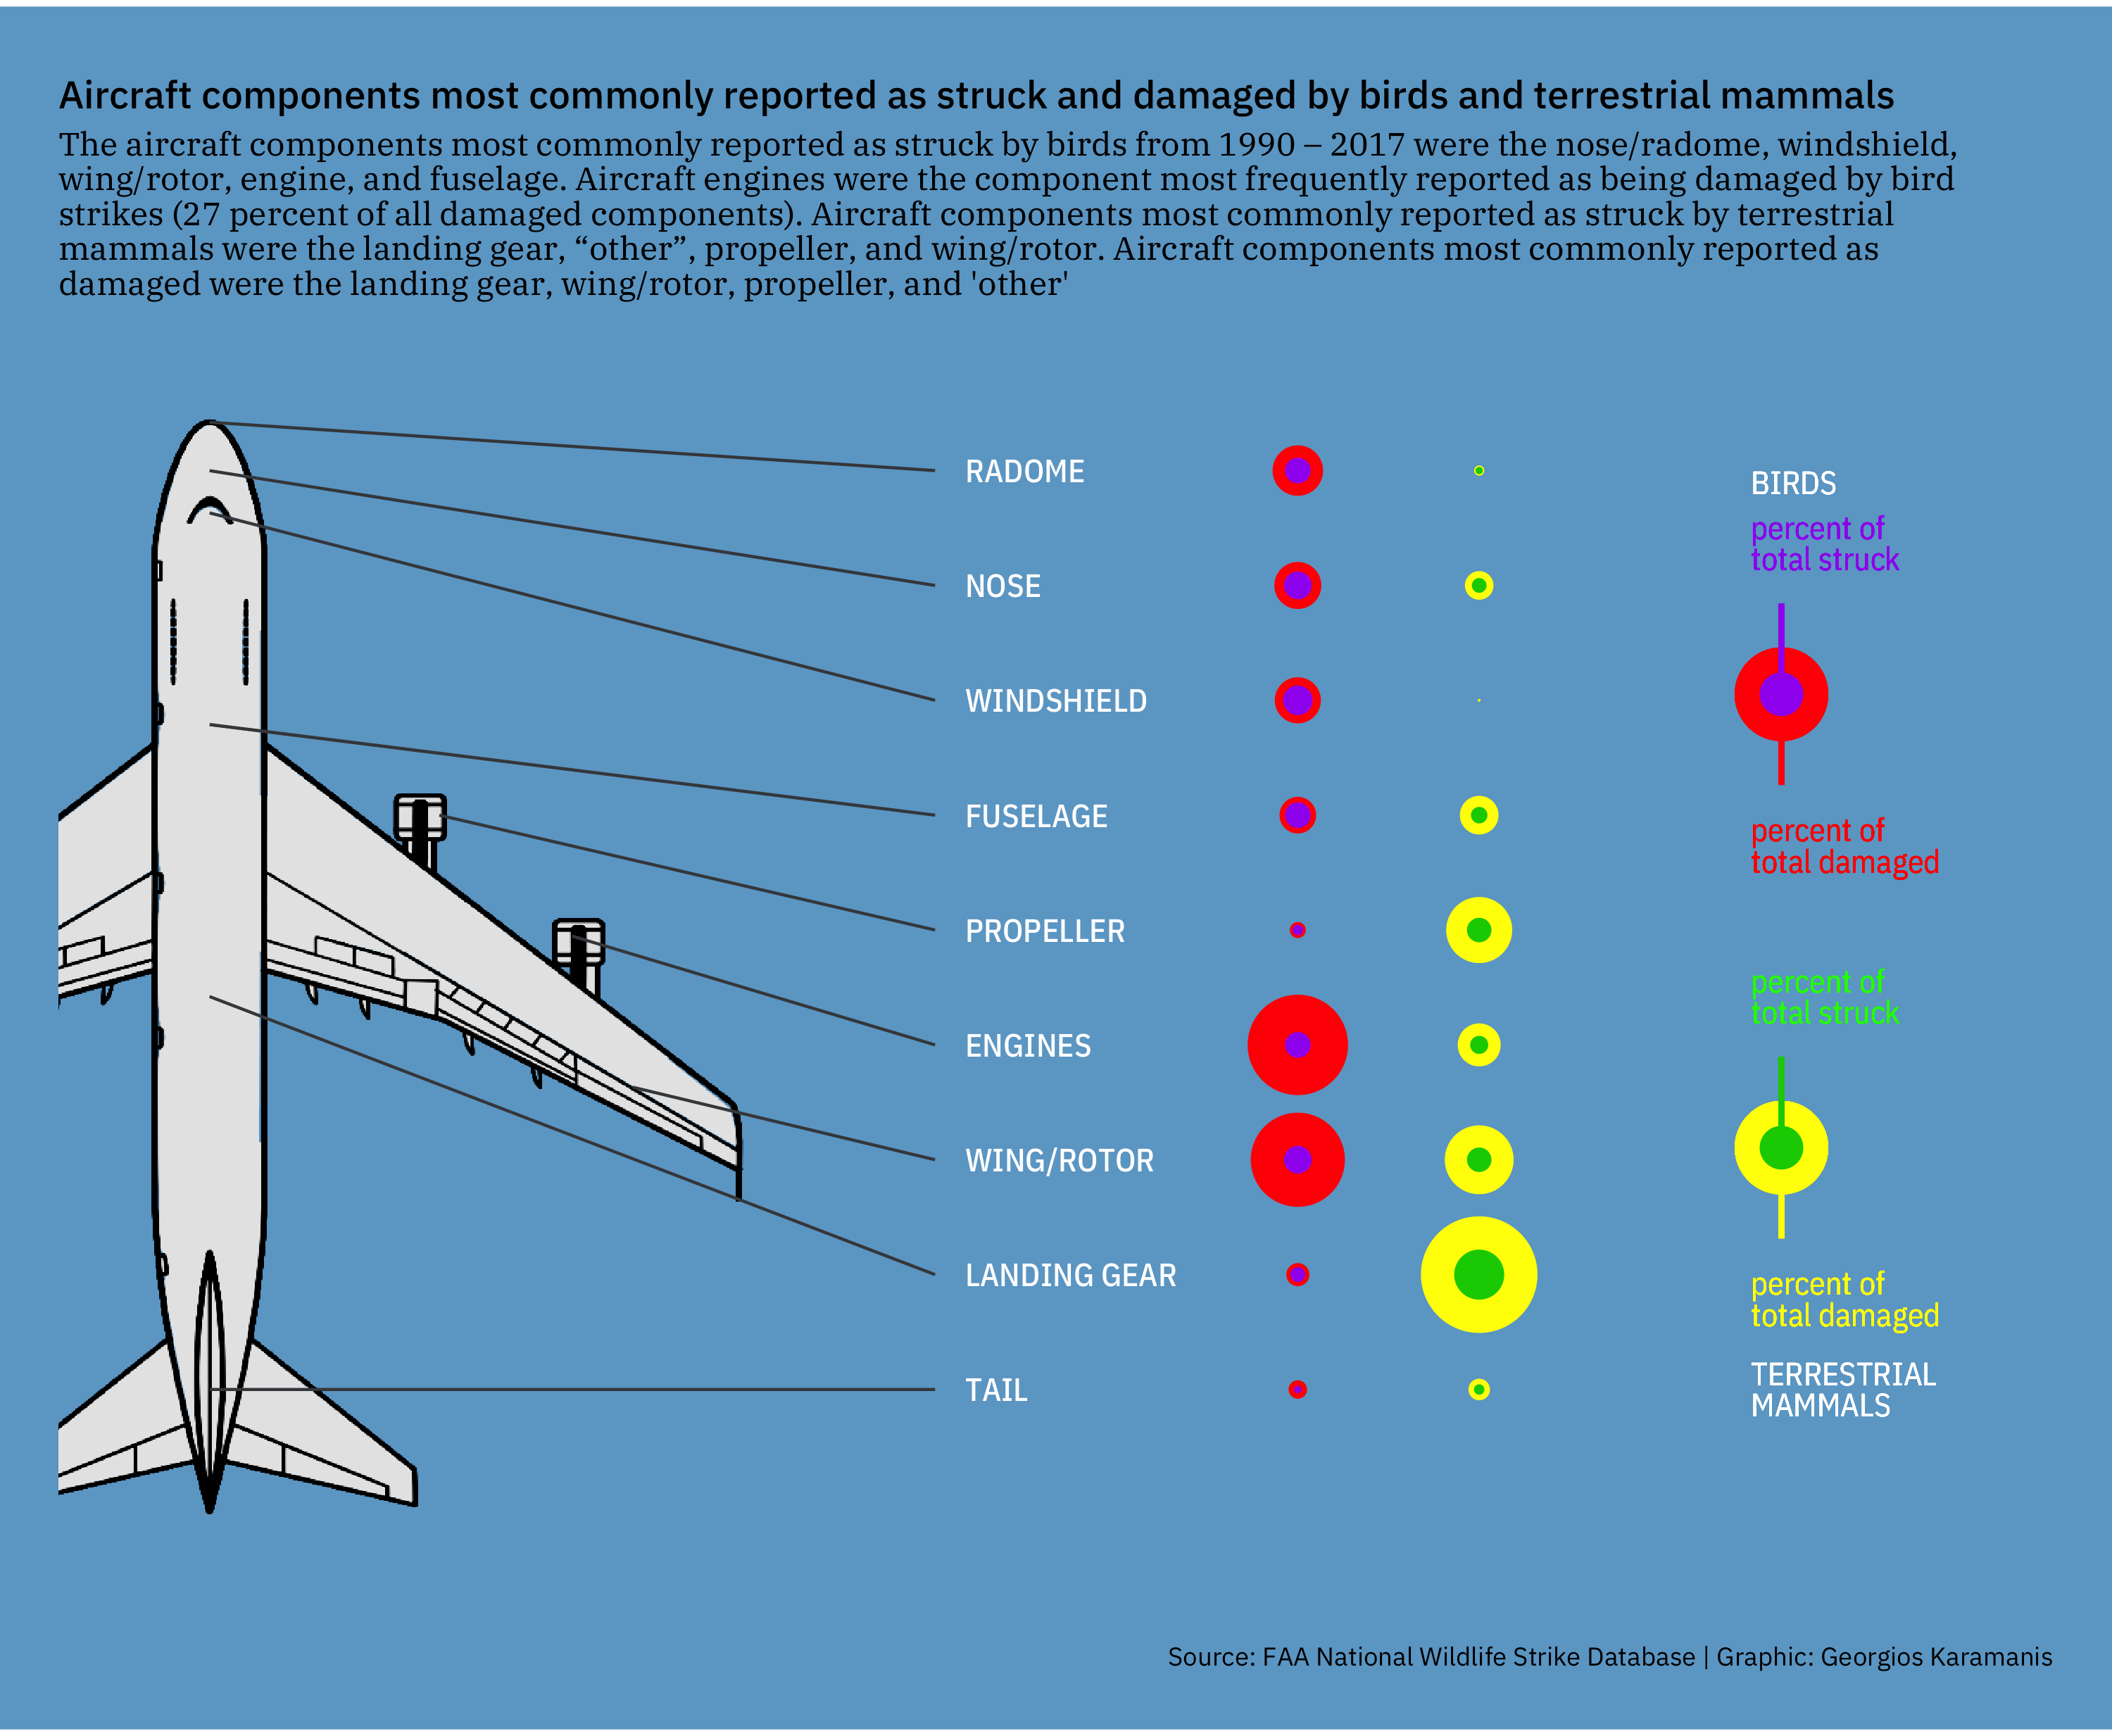 Aircraft components most commonly reported as struck and damaged by birds and terrestrial mammals
The aircraft components most commonly reported as struck by birds from 1990 – 2017 were the nose/radome, windshield,
wing/rotor, engine, and fuselage. Aircraft engines were the component most frequently reported as being damaged by bird
strikes (27 percent of all damaged components). Aircraft components most commonly reported as struck by terrestrial
mammals were the landing gear, “other”, propeller, and wing/rotor. Aircraft components most commonly reported as
damaged were the landing gear, wing/rotor, propeller, and 'other'
RADOME
NOSE
WINDSHIELD
FUSELAGE
PROPELLER
ENGINES
WING/ROTOR
LANDING GEAR
TAIL
BIRDS
percent of
total struck
percent of
total damaged
percent of
total struck
percent of
total damaged
TERRESTRIAL
MAMMALS
Source: FAA National Wildlife Strike Database | Graphic: Georgios Karamanis